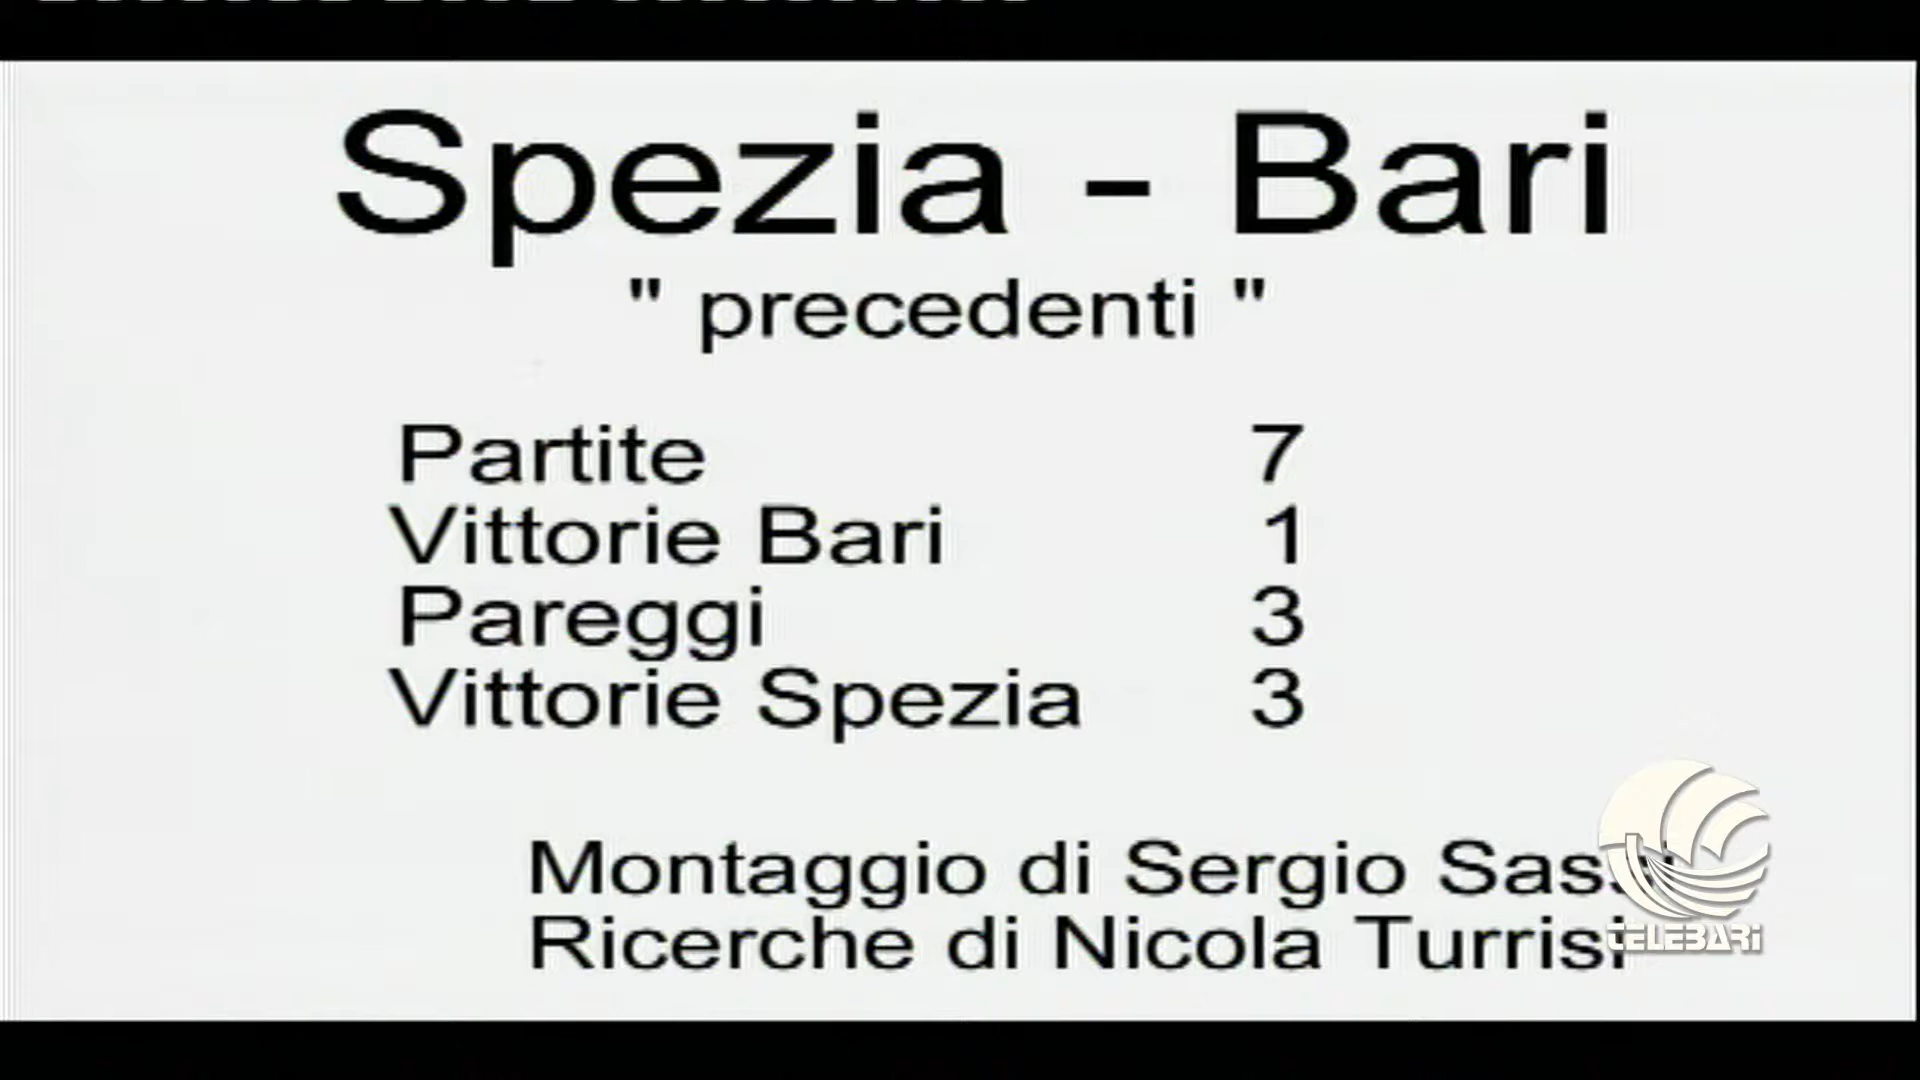 Spezia - Bari
" precedenti "
Partite 7
Vittorie Bari 1
Pareggi 3
Vittorie Spezia 3
Montaggio di Sergio
Ricerche di Nicola Turrisi
TELEBARI